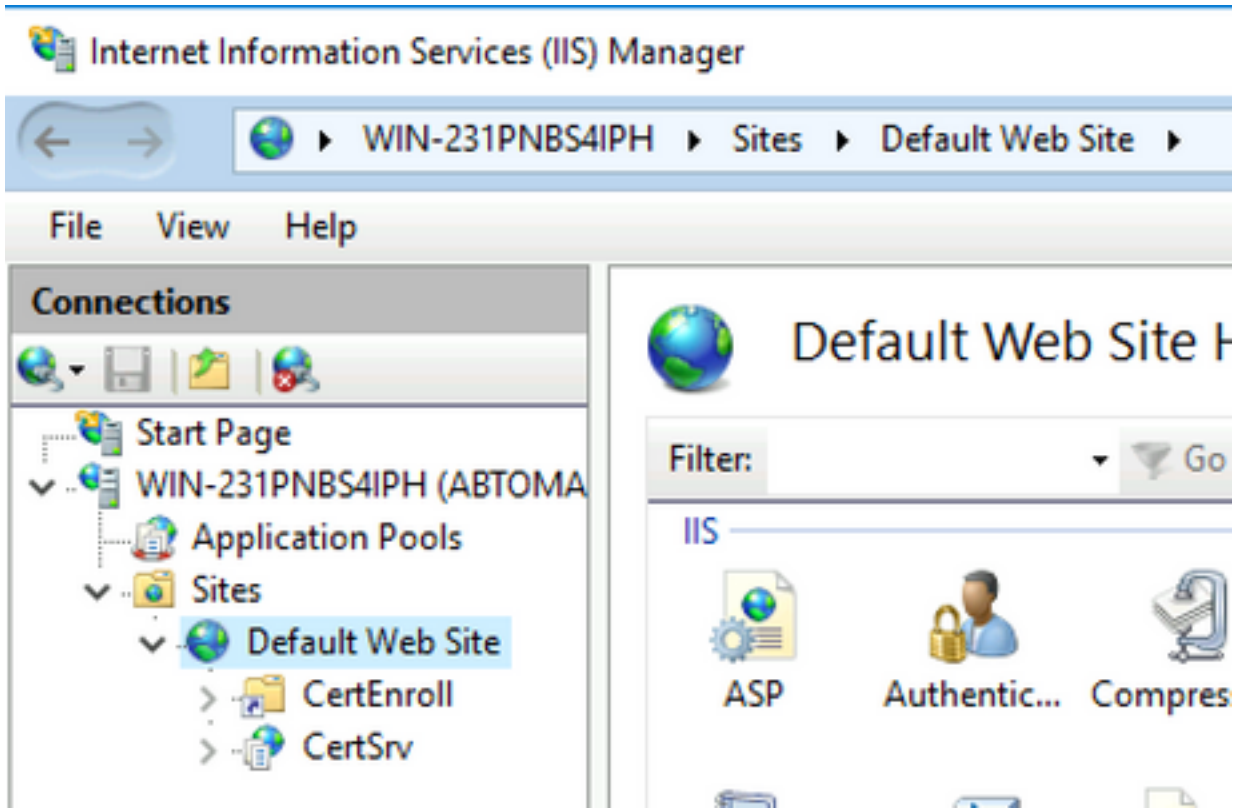 Internet Information Services (IIS) Manager
WIN-231PNBS4IPH Sites Default Web Site
File View Help
Connections
Start Page
WIN-231PNBS4IPH (ABTOMA
Application Pools
Sites
Default Web Site
CertEnroll
CertSrv
Default Web Site H
Filter: Go
IIS
ASP Authentic... Compres